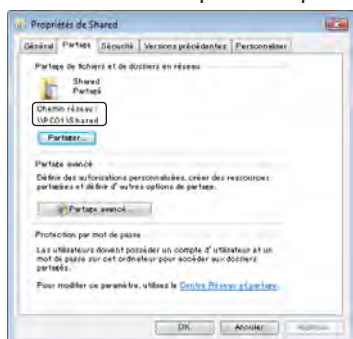 Propriétés de Shared
Général Partage Sécurité Versions précédentes Personnaliser
Partage de fichiers et de dossiers en réseau
Shared
Partagé
Chemin réseau :
\\PC01\Shared
Partager...
Partage avancé
Définir des autorisations personnalisées, créer des ressources
partagées et définir d'autres options de partage.
Partage avancé...
Protection par mot de passe
Les utilisateurs doivent posséder un compte d'utilisateur et un
mot de passe sur cet ordinateur pour accéder aux dossiers
partagés.
Pour modifier ce paramètre, utilisez le Centre Réseau et partage.
OK Annuler Appliquer